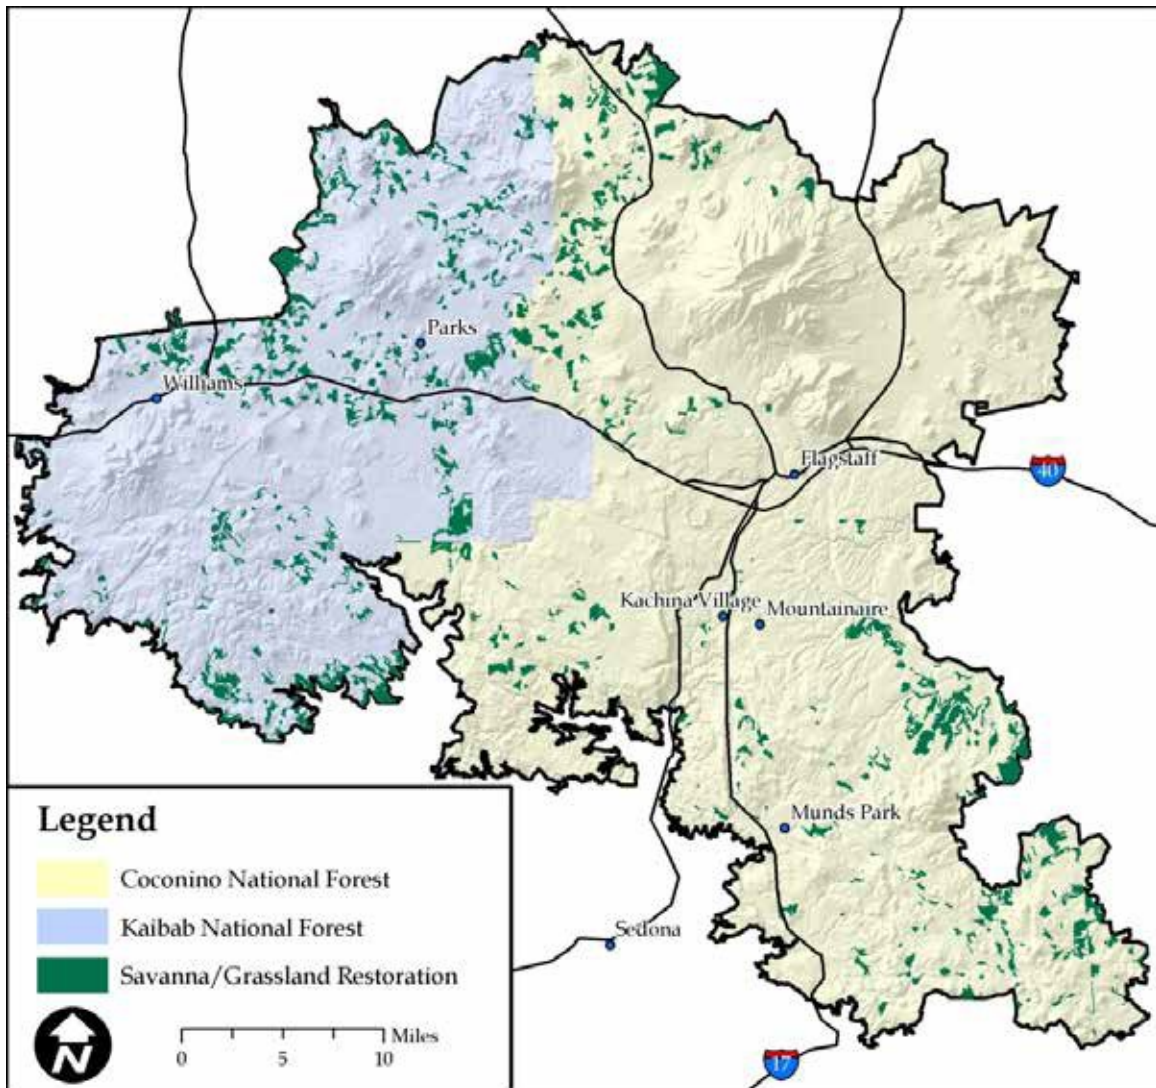 Parks
Williams
Flagstaff
40
Kachina Village
Mountainaire
Munds Park
Sedona
17
Legend
Coconino National Forest
Kaibab National Forest
Savanna/Grassland Restoration
N
Miles
0 5 10